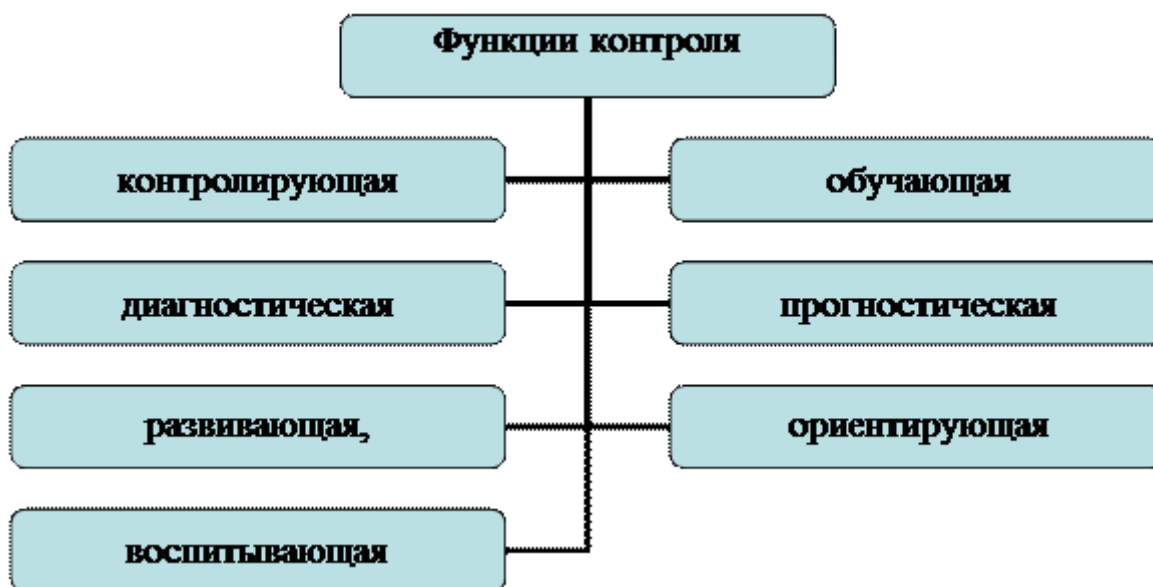 Функции контроля
контролирующая
обучающая
диагностическая
прогностическая
развивающая,
ориентирующая
воспитывающая